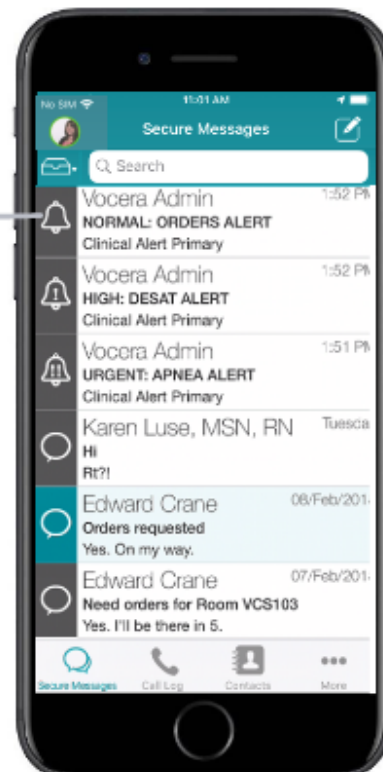 No SIM
11:01 AM
Secure Messages
Search
Vocera Admin
1:52 PM
NORMAL: ORDERS ALERT
Clinical Alert Primary
Vocera Admin
1:52 PM
HIGH: DESAT ALERT
Clinical Alert Primary
Vocera Admin
1:51 PM
URGENT: APNEA ALERT
Clinical Alert Primary
Karen Luse, MSN, RN
Tuesda
Hi
Rt?!
Edward Crane
08/Feb/201
Orders requested
Yes. On my way.
Edward Crane
07/Feb/201
Need orders for Room VCS103
Yes. I'll be there in 5.
Secure Messages
Call Log
Contacts
More